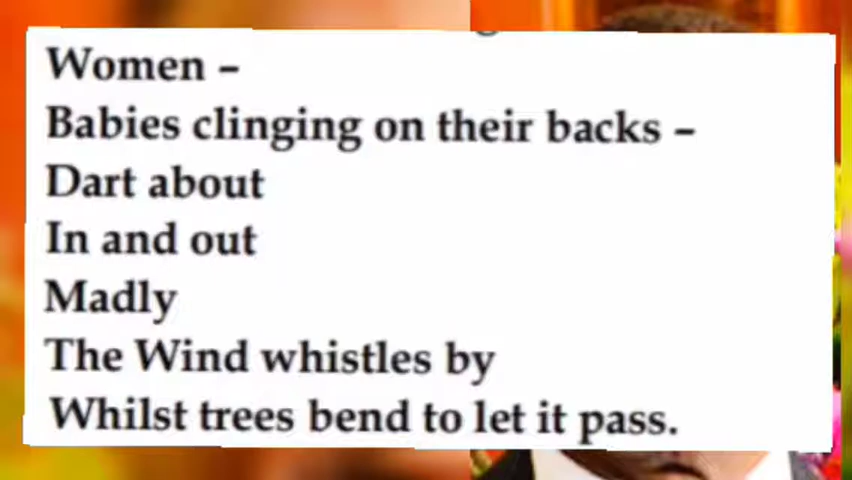 Women –
Babies clinging on their backs –
Dart about
In and out
Madly
The Wind whistles by
Whilst trees bend to let it pass.